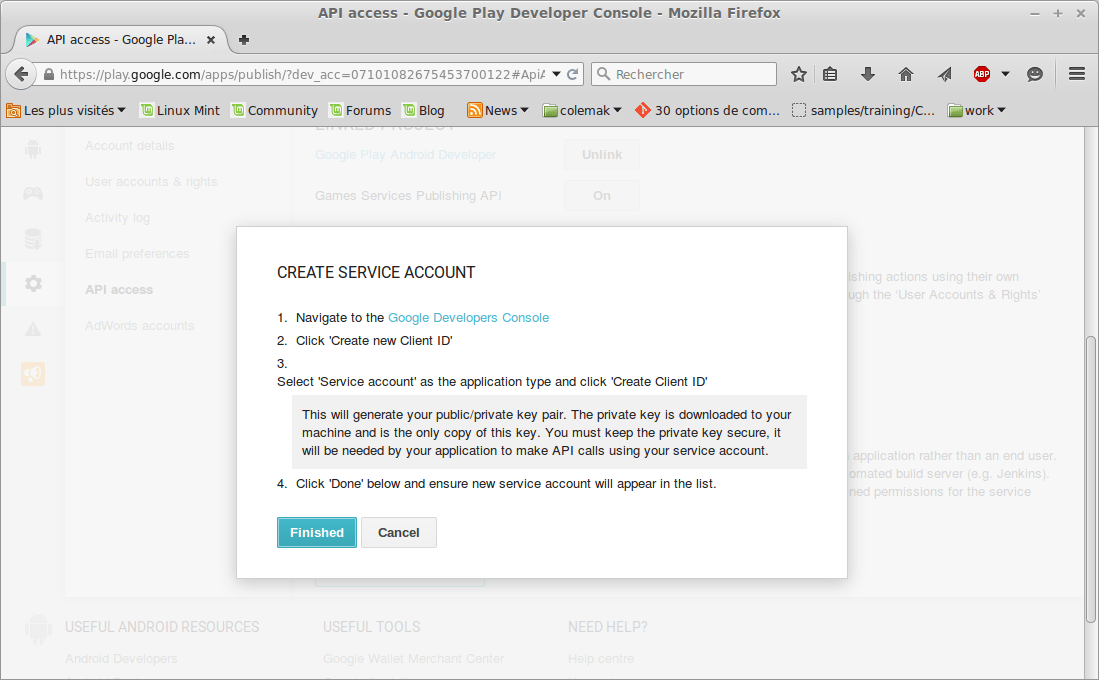 API access - Google Play Developer Console - Mozilla Firefox
API access - Google Pla...
https://play.google.com/apps/publish/?dev_acc=07101082675453700122#ApiA
Rechercher
ABP
Les plus visités
Linux Mint
Community
Forums
Blog
News
colemak
30 options de com...
samples/training/C...
work
LINKED PROJECT
Account details
Google Play Android Developer
Unlink
User accounts & rights
Games Services Publishing API
On
Activity log
Email preferences
API access
AdWords accounts
ishing actions using their own
ugh the 'User Accounts & Rights'
CREATE SERVICE ACCOUNT
1. Navigate to the Google Developers Console
2. Click 'Create new Client ID'
3.
Select 'Service account' as the application type and click 'Create Client ID'
This will generate your public/private key pair. The private key is downloaded to your
machine and is the only copy of this key. You must keep the private key secure, it
will be needed by your application to make API calls using your service account.
4. Click 'Done' below and ensure new service account will appear in the list.
application rather than an end user.
omated build server (e.g. Jenkins).
ned permissions for the service
Finished
Cancel
USEFUL ANDROID RESOURCES
USEFUL TOOLS
NEED HELP?
Android Developers
Google Wallet Merchant Center
Help centre